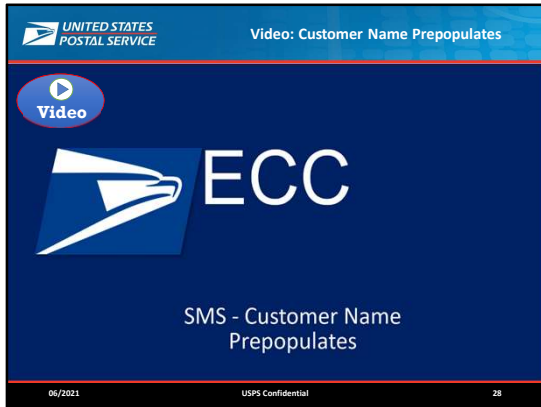 UNITED STATES
POSTAL SERVICE
Video: Customer Name Prepopulates
Video
ECC
SMS - Customer Name
Prepopulates
06/2021
USPS Confidential
28